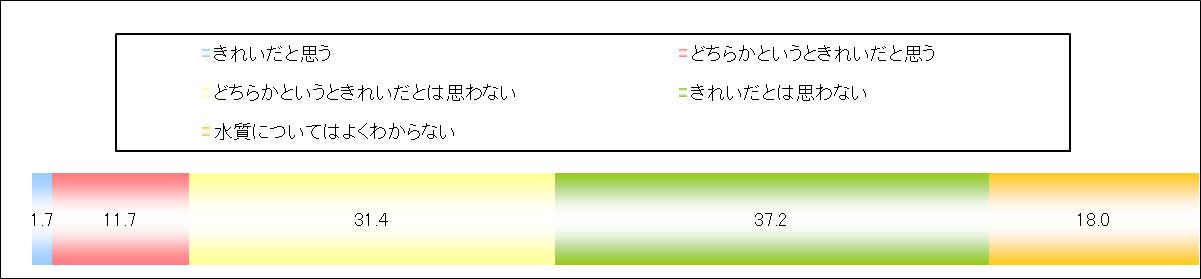 きれいだと思う
どちらかというときれいだと思う
どちらかというときれいだとは思わない
きれいだとは思わない
水質についてはよくわからない
1.7
11.7
31.4
37.2
18.0